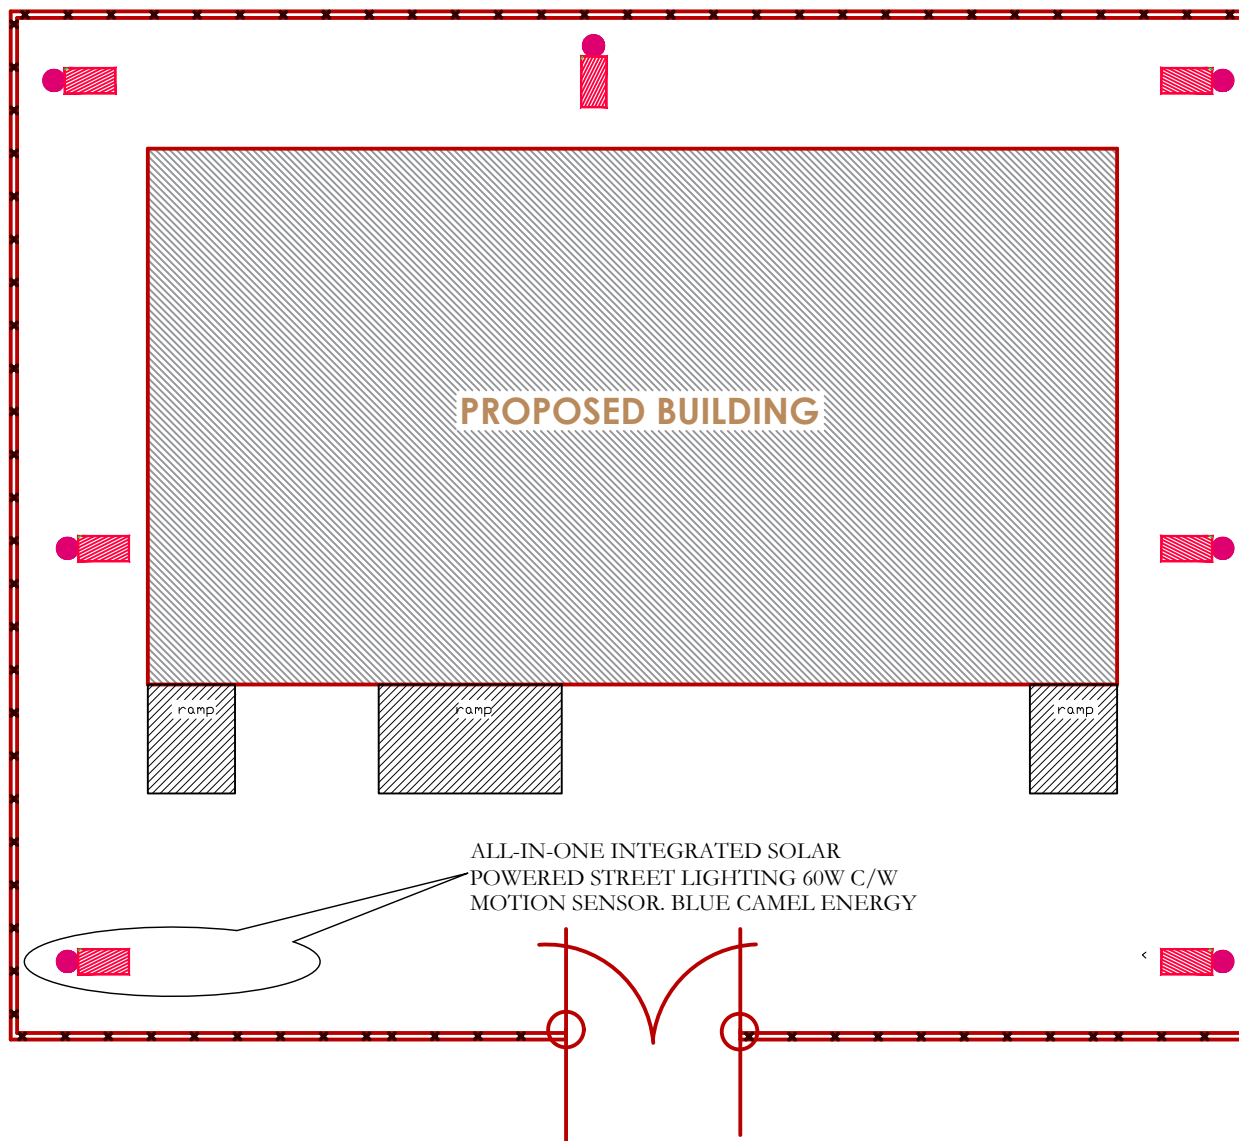 PROPOSED BUILDING
ramp
ramp
ramp
ALL-IN-ONE INTEGRATED SOLAR
POWERED STREET LIGHTING 60W C/W
MOTION SENSOR. BLUE CAMEL ENERGY